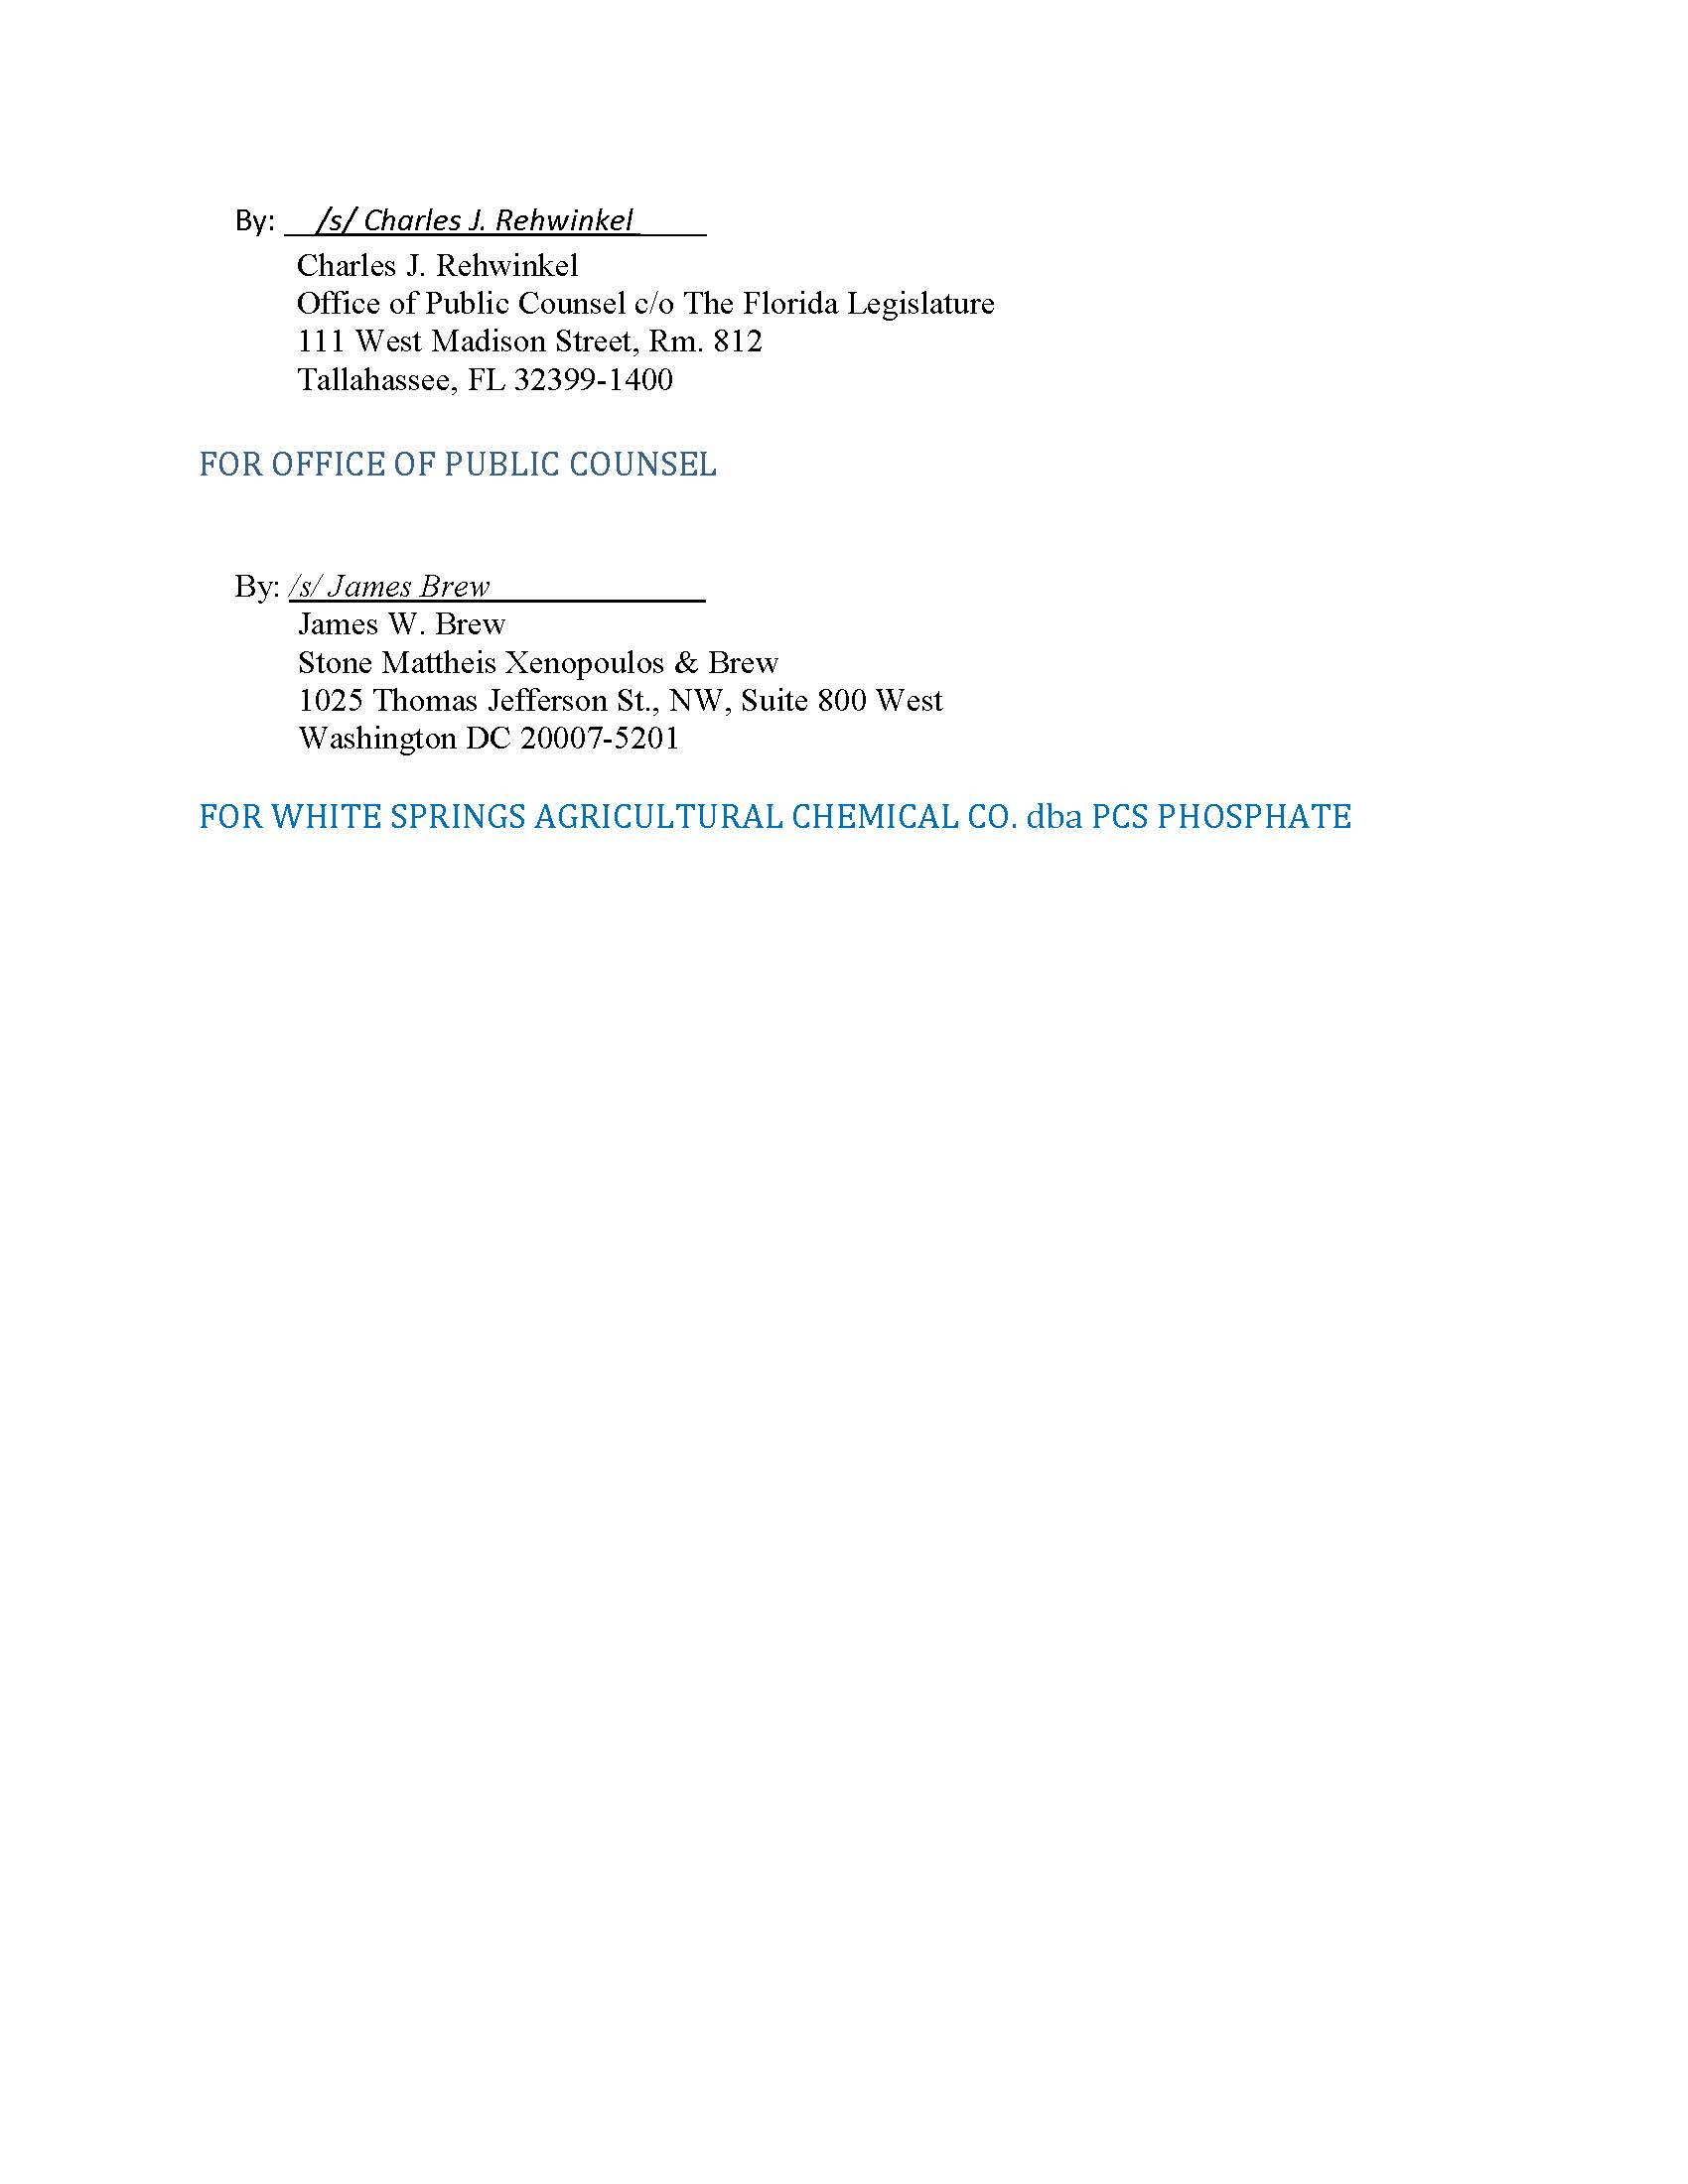 By: /s/ Charles J. Rehwinkel
Charles J. Rehwinkel
Office of Public Counsel c/o The Florida Legislature
111 West Madison Street, Rm. 812
Tallahassee, FL 32399-1400
FOR OFFICE OF PUBLIC COUNSEL
By: /s/ James Brew
James W. Brew
Stone Mattheis Xenopoulos & Brew
1025 Thomas Jefferson St., NW, Suite 800 West
Washington DC 20007-5201
FOR WHITE SPRINGS AGRICULTURAL CHEMICAL CO. dba PCS PHOSPHATE